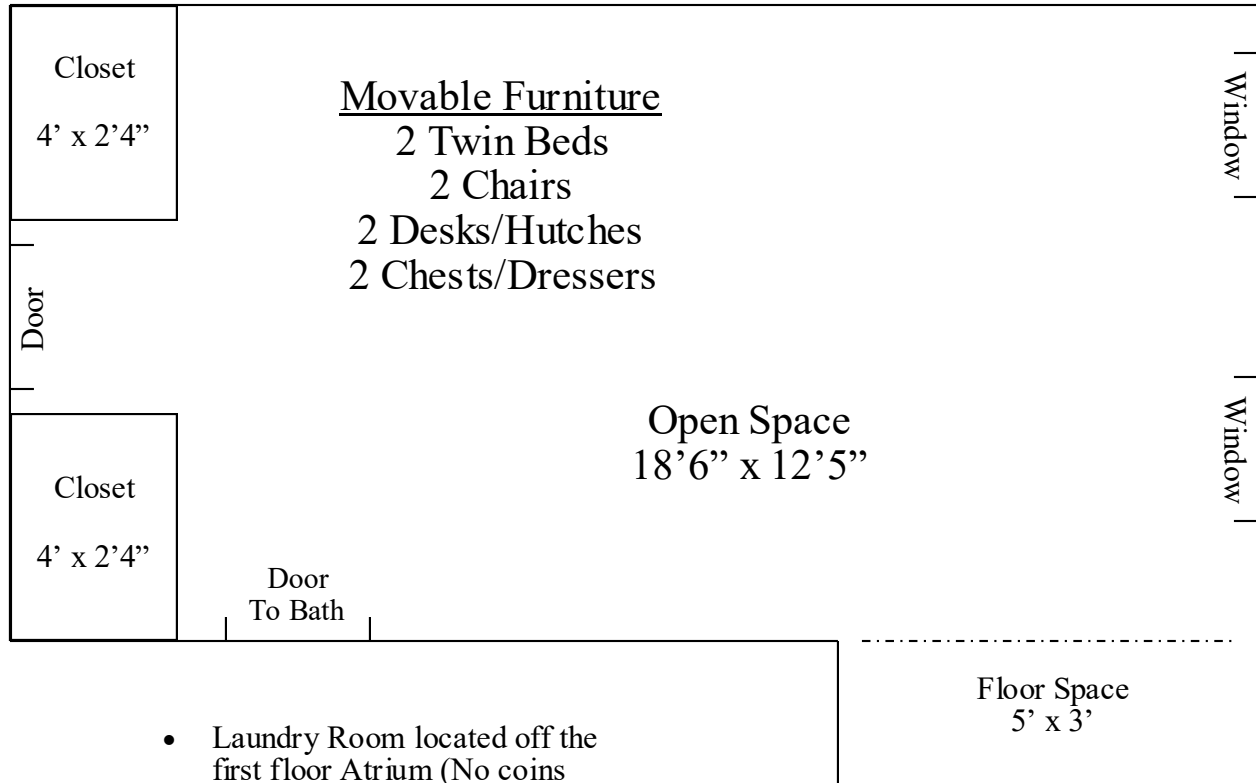 Closet
4’ x 2’4”
Movable Furniture
2 Twin Beds
2 Chairs
2 Desks/Hutches
2 Chests/Dressers
Window
Door
Open Space
18’6” x 12’5”
Window
Closet
4’ x 2’4”
Door
To Bath
Floor Space
5’ x 3’
• Laundry Room located off the
first floor Atrium (No coins